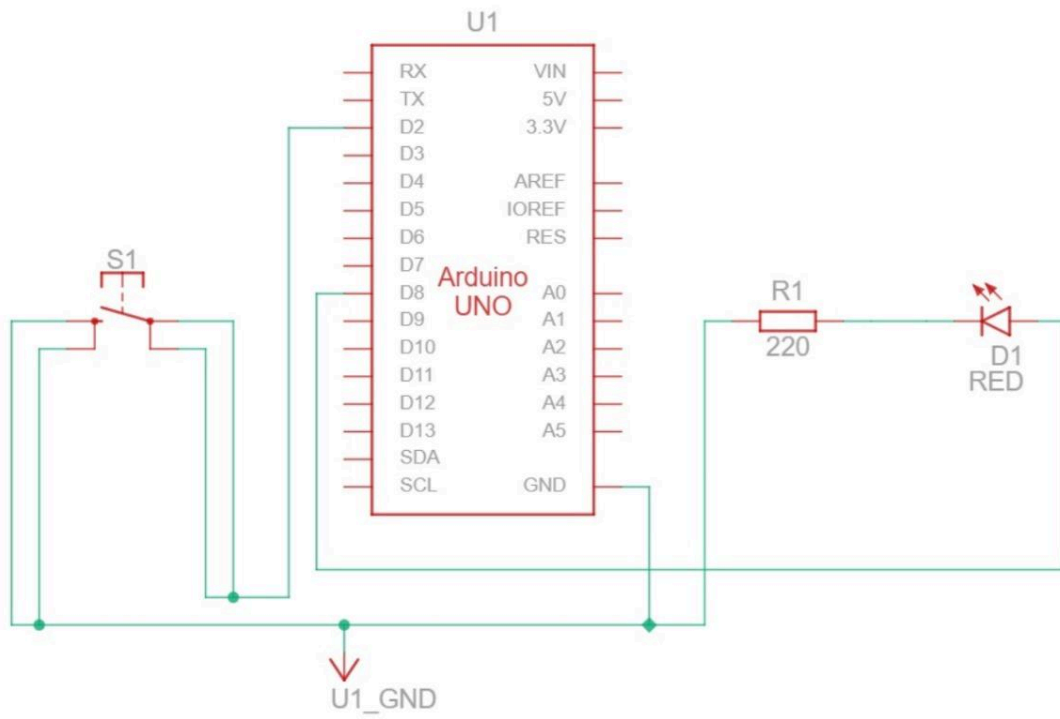 U1
RX
VIN
TX
5V
D2
3.3V
D3
D4
AREF
D5
IOREF
D6
RES
S1
D7
Arduino
UNO
D8
A0
R1
D9
A1
D10
A2
220
D1
D11
A3
RED
D12
A4
D13
A5
SDA
SCL
GND
U1_GND